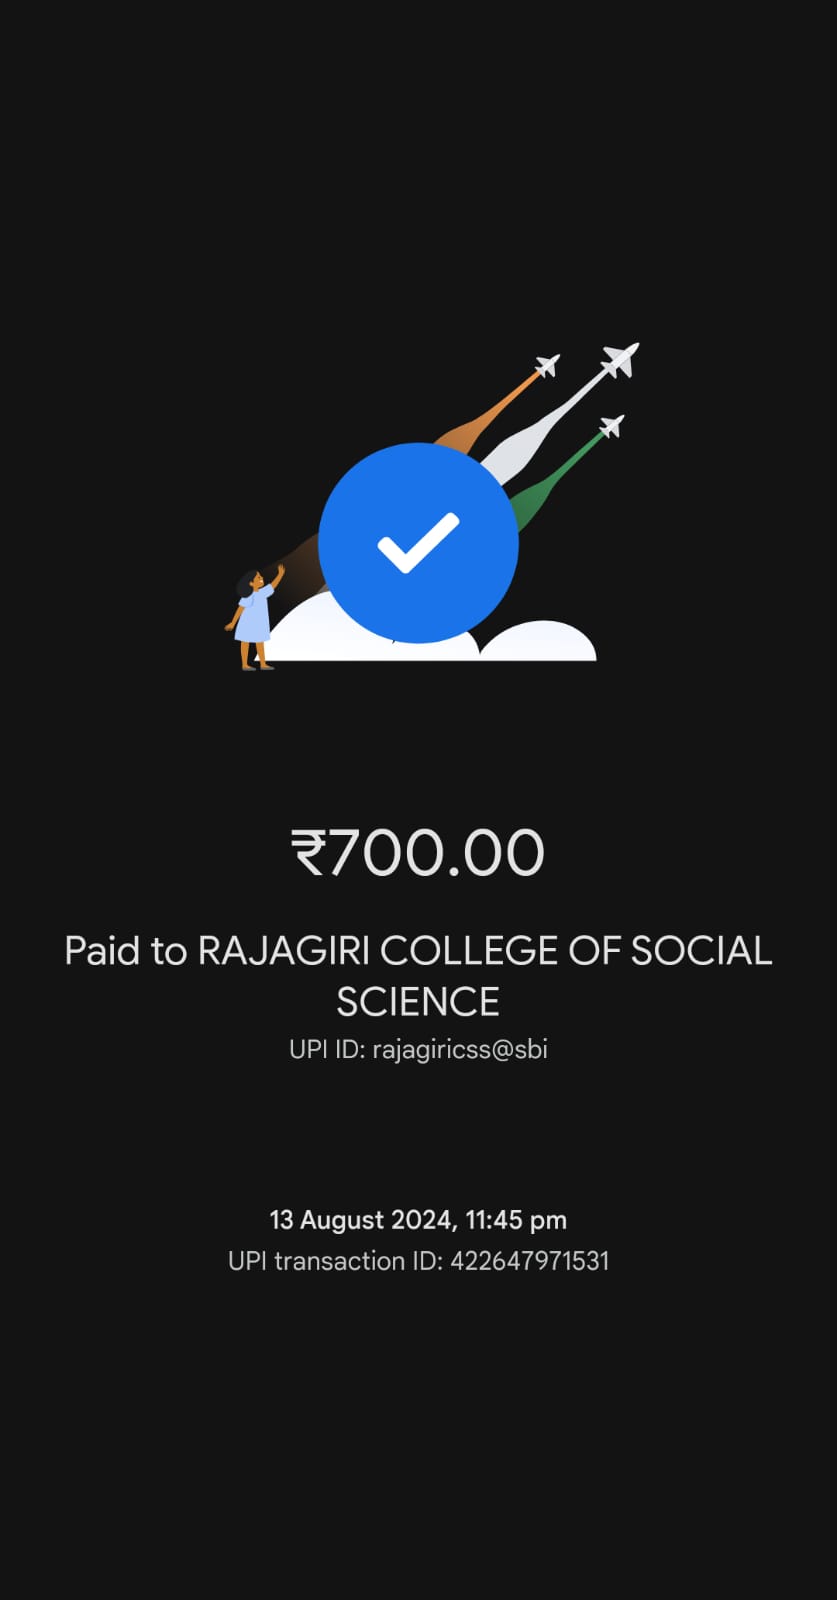 ₹700.00
Paid to RAJAGIRI COLLEGE OF SOCIAL
SCIENCE
UPI ID: rajagiricss@sbi
13 August 2024, 11:45 pm
UPI transaction ID: 422647971531